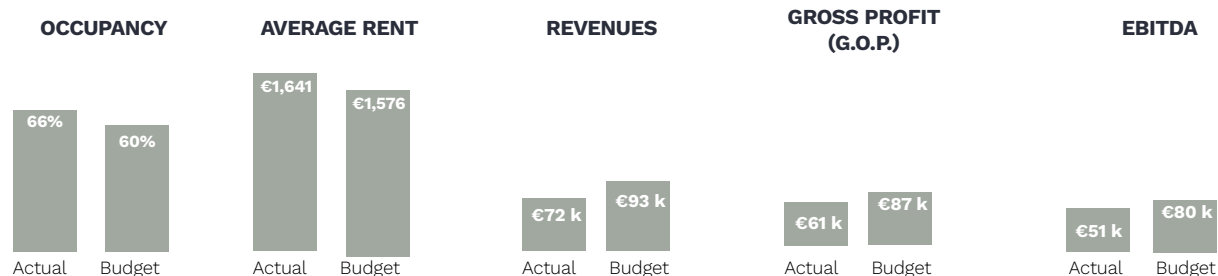 OCCUPANCY
66%
60%
Actual Budget
AVERAGE RENT
€1,641
€1,576
Actual Budget
REVENUES
€72 k
€93 k
Actual Budget
GROSS PROFIT
(G.O.P.)
€61 k
€87 k
Actual Budget
EBITDA
€51 k
€80 k
Actual Budget